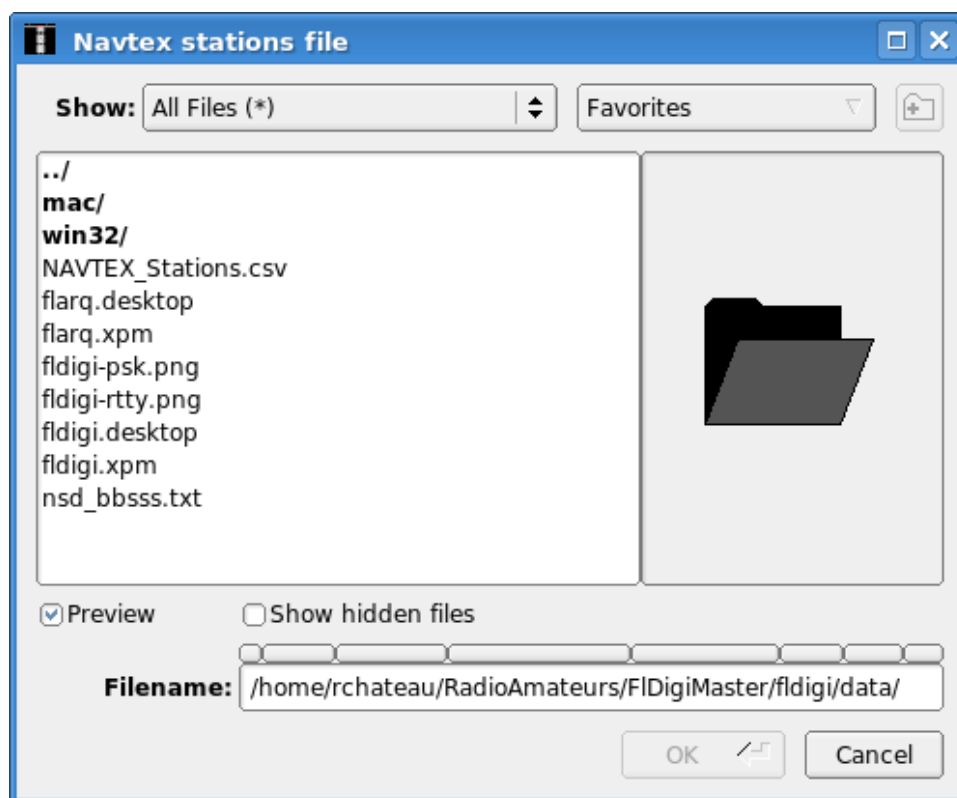 Navtex stations file
Show: All Files (*) Favorites
../
mac/
win32/
NAVTEX_Stations.csv
flarq.desktop
flarq.xpm
fldigi-psk.png
fldigi-rtty.png
fldigi.desktop
fldigi.xpm
nsd_bbsss.txt
Preview Show hidden files
Filename: /home/rchateau/RadioAmateurs/FlDigiMaster/fldigi/data/
OK Cancel